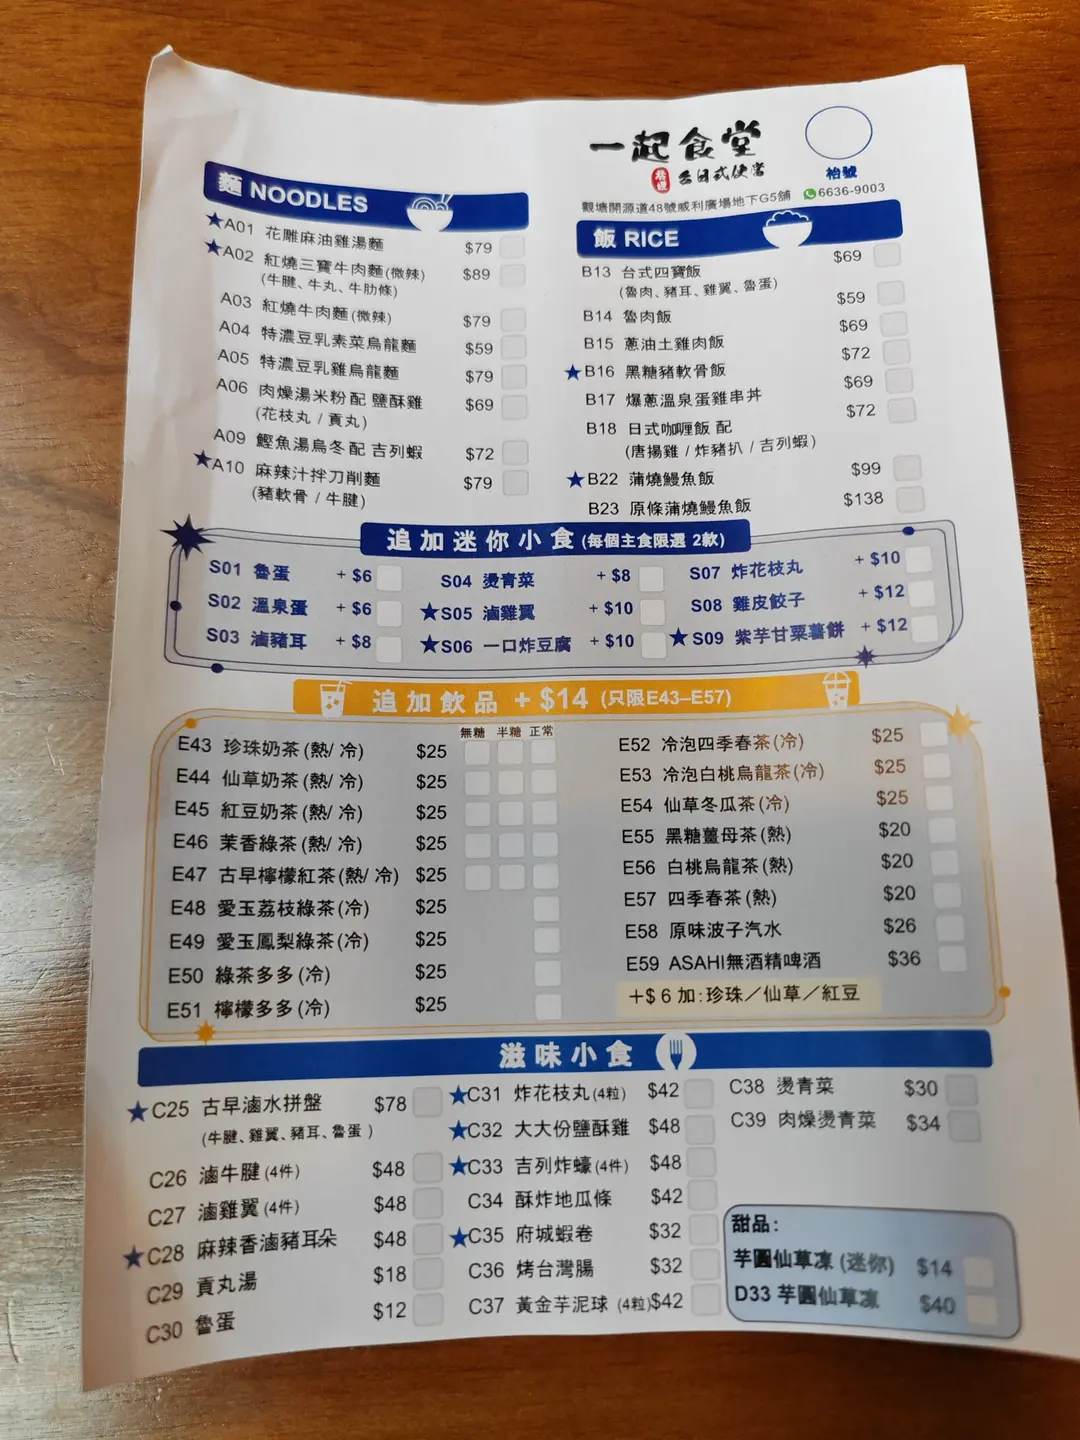 一起食堂
台日式便當
枱號
觀塘開源道48號威利廣場地下G5舖 6636-9003
麵 NOODLES
★A01 花雕麻油雞湯麵 $79
★A02 紅燒三寶牛肉麵(微辣) $89
(牛腱、牛丸、牛肋條)
A03 紅燒牛肉麵(微辣) $79
A04 特濃豆乳素菜烏龍麵 $59
A05 特濃豆乳雞烏龍麵 $79
A06 肉燥湯米粉 配 鹽酥雞 $69
(花枝丸 / 貢丸)
A09 鰹魚湯烏冬 配 吉列蝦 $72
★A10 麻辣汁拌刀削麵 $79
(豬軟骨 / 牛腱)
飯 RICE
B13 台式四寶飯 $69
(魯肉、豬耳、雞翼、魯蛋)
B14 魯肉飯 $59
B15 蔥油土雞肉飯 $69
★B16 黑糖豬軟骨飯 $72
B17 爆蔥溫泉蛋雞串丼 $69
B18 日式咖喱飯 配 $72
(唐揚雞 / 炸豬扒 / 吉列蝦)
★B22 蒲燒鰻魚飯 $99
B23 原條蒲燒鰻魚飯 $138
追加迷你小食(每個主食限選 2款)
S01 魯蛋 + $6
S02 溫泉蛋 + $6
S03 滷豬耳 + $8
S04 燙青菜 + $8
★S05 滷雞翼 + $10
★S06 一口炸豆腐 + $10
S07 炸花枝丸 + $10
S08 雞皮餃子 + $12
★S09 紫芋甘栗薯餅 + $12
追加飲品 + $14 (只限E43–E57)
無糖 半糖 正常
E43 珍珠奶茶(熱/ 冷) $25
E44 仙草奶茶(熱/ 冷) $25
E45 紅豆奶茶(熱/ 冷) $25
E46 茉香綠茶(熱/ 冷) $25
E47 古早檸檬紅茶(熱/ 冷) $25
E48 愛玉荔枝綠茶(冷) $25
E49 愛玉鳳梨綠茶(冷) $25
E50 綠茶多多(冷) $25
E51 檸檬多多(冷) $25
E52 冷泡四季春茶(冷) $25
E53 冷泡白桃烏龍茶(冷) $25
E54 仙草冬瓜茶(冷) $25
E55 黑糖薑母茶(熱) $20
E56 白桃烏龍茶(熱) $20
E57 四季春茶(熱) $20
E58 原味波子汽水 $26
E59 ASAHI無酒精啤酒 $36
+$ 6 加:珍珠／仙草／紅豆
滋味小食
★C25 古早滷水拼盤 $78
(牛腱、雞翼、豬耳、魯蛋 )
C26 滷牛腱(4件) $48
C27 滷雞翼(4件) $48
★C28 麻辣香滷豬耳朵 $48
C29 貢丸湯 $18
C30 魯蛋 $12
★C31 炸花枝丸(4粒) $42
★C32 大大份鹽酥雞 $48
★C33 吉列炸蠔(4件) $48
C34 酥炸地瓜條 $42
★C35 府城蝦卷 $32
C36 烤台灣腸 $32
C37 黃金芋泥球 (4粒)$42
C38 燙青菜 $30
C39 肉燥燙青菜 $34
甜品:
芋圓仙草凍(迷你) $14
D33 芋圓仙草凍 $40